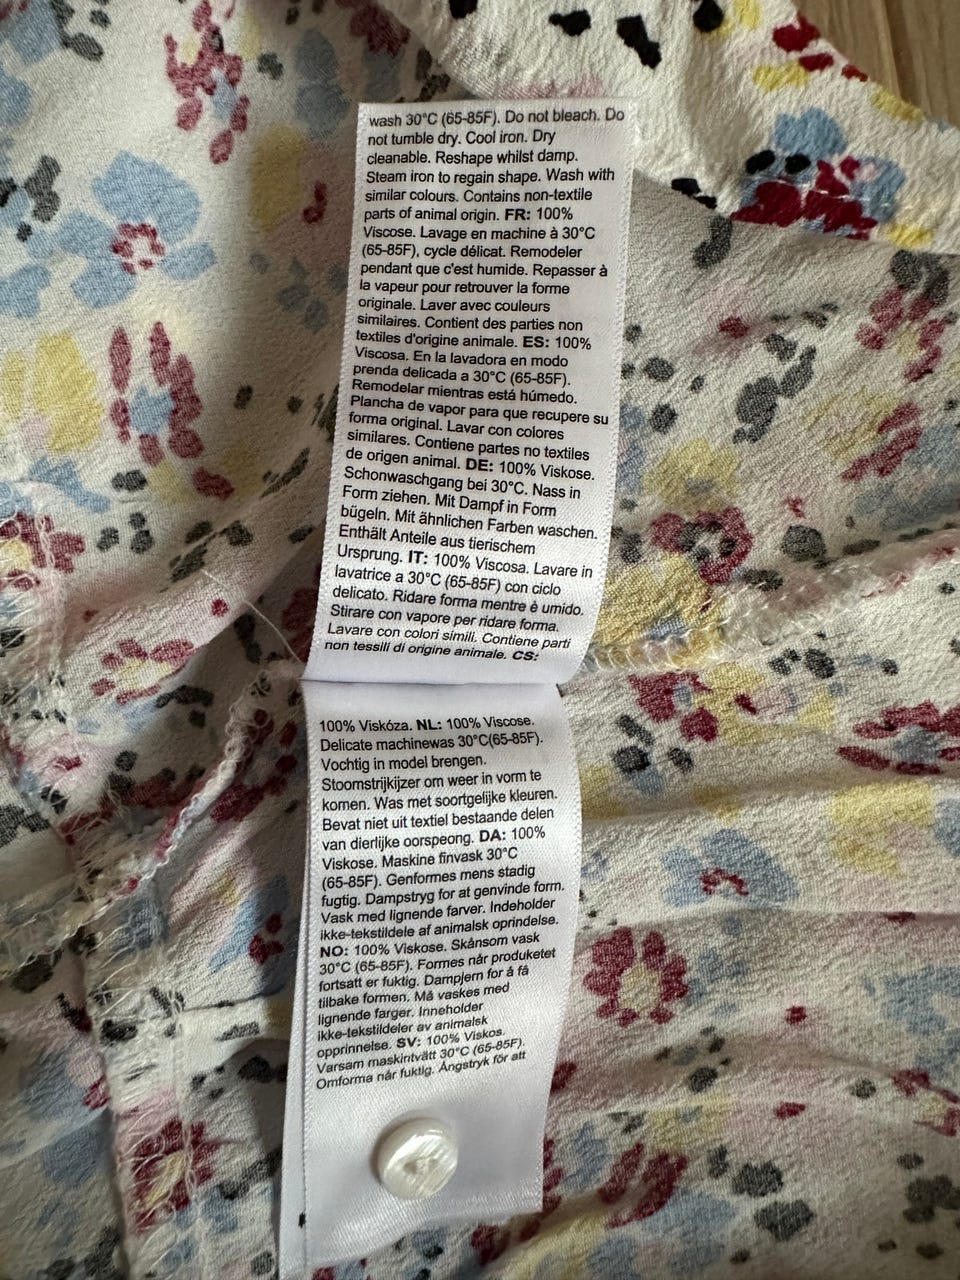 wash 30°C (65-85F). Do not bleach. Do
not tumble dry. Cool iron. Dry
cleanable. Reshape whilst damp.
Steam iron to regain shape. Wash with
similar colours. Contains non-textile
parts of animal origin. FR: 100%
Viscose. Lavage en machine à 30°C
(65-85F), cycle délicat. Remodeler
pendant que c'est humide. Repasser à
la vapeur pour retrouver la forme
originale. Laver avec couleurs
similaires. Contient des parties non
textiles d'origine animale. ES: 100%
Viscosa. En la lavadora en modo
prenda delicada a 30°C (65-85F).
Remodelar mientras está húmedo.
Plancha de vapor para que recupere su
forma original. Lavar con colores
similares. Contiene partes no textiles
de origen animal. DE: 100% Viskose.
Schonwaschgang bei 30°C. Nass in
Form ziehen. Mit Dampf in Form
bügeln. Mit ähnlichen Farben waschen.
Enthält Anteile aus tierischem
Ursprung. IT: 100% Viscosa. Lavare in
lavatrice a 30°C (65-85F) con ciclo
delicato. Ridare forma mentre è umido.
Stirare con vapore per ridare forma.
Lavare con colori simili. Contiene parti
non tessili di origine animale. CS:
100% Viskóza. NL: 100% Viscose.
Delicate machinewas 30°C(65-85F).
Vochtig in model brengen.
Stoomstrijkijzer om weer in vorm te
komen. Was met soortgelijke kleuren.
Bevat niet uit textiel bestaande delen
van dierlijke oorspeong. DA: 100%
Viskose. Maskine finvask 30°C
(65-85F). Genformes mens stadig
fugtig. Dampstryg for at genvinde form.
Vask med lignende farver. Indeholder
ikke-tekstildele af animalsk oprindelse.
NO: 100% Viskose. Skånsom vask
30°C (65-85F). Formes når produketet
fortsatt er fuktig. Dampjern for å få
tilbake formen. Må vaskes med
lignende farger. Inneholder
ikke-tekstildeler av animalsk
opprinnelse. SV: 100% Viskos.
Varsam maskintvätt 30°C (65-85F).
Omforma når fuktig. Ångstryk för att